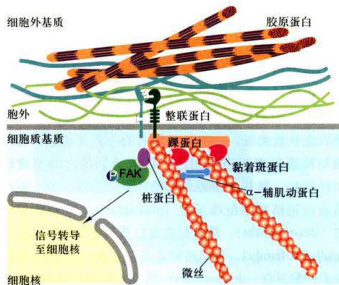 细胞外基质
胶原蛋白
胞外
整联蛋白
细胞质基质
踝蛋白
P FAK
黏着斑蛋白
桩蛋白
α-辅肌动蛋白
信号转导
至细胞核
微丝
细胞核